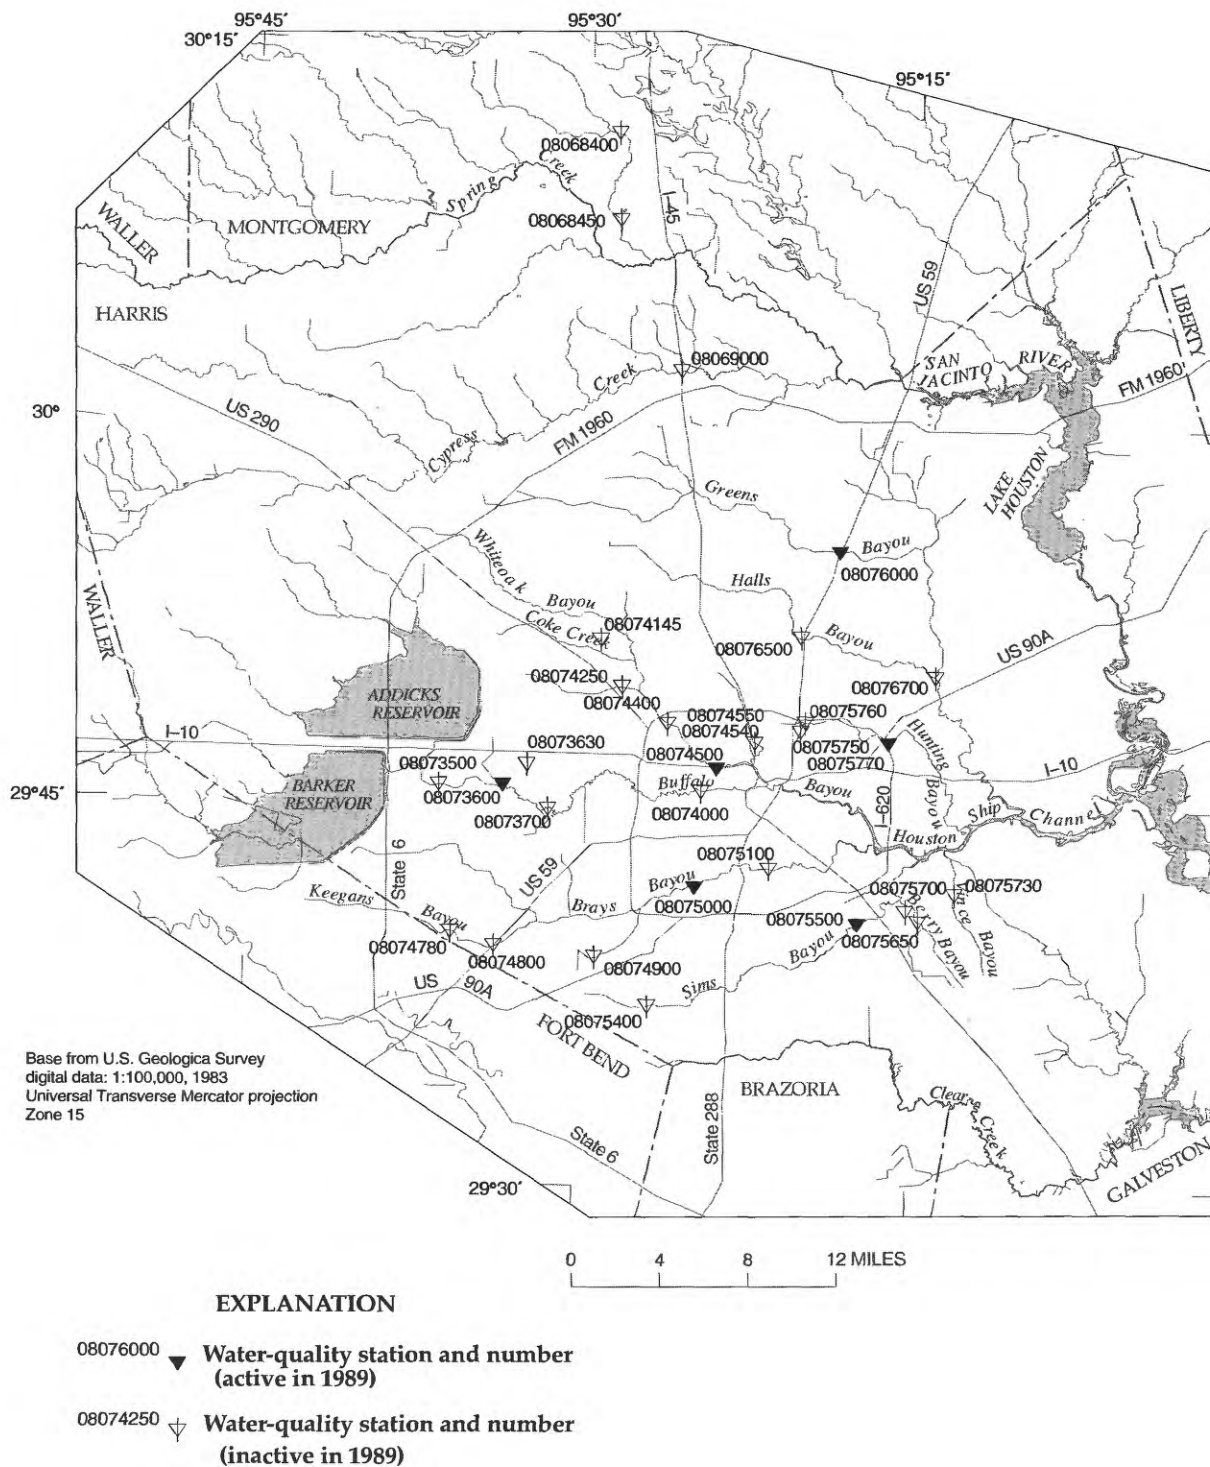 95°45′
95°30′
30°15′
95°15′
08068400
Creek
Spring
08068450
I-45
WALLER
MONTGOMERY
US 59
HARRIS
LIBERTY
08069000
SAN
JACINTO
RIVER
Creek
FM 1960
30°
US 290
FM 1960
Cypress
LAKE
HOUSTON
Greens
Whiteoak
Bayou
08076000
Halls
WALLER
Bayou
08074145
Coke Creek
08076500
Bayou
US 90A
08074250
08076700
ADDICKS
RESERVOIR
08074400
08074550
08075760
08074540
I-10
08073630
08074500
08075750
Hunting
08073500
08075770
Buffalo
I-10
BARKER
RESERVOIR
29°45′
08073600
Bayou
Bayou
08073700
08074000
I-620
Ship
Channel
Houston
State 6
US 59
08075100
Keegans
Bayou
08075700
08075730
Brays
08075000
Vince
Bayou
08075500
Berry Bayou
Bayou
08074780
Bayou
08075650
08074800
08074900
US
90A
Sims
08075400
FORT BEND
Base from U.S. Geologica Survey
digital data: 1:100,000, 1983
Universal Transverse Mercator projection
Zone 15
BRAZORIA
Clear
Creek
State 288
State 6
GALVESTON
29°30′
0 4 8 12 MILES
EXPLANATION
08076000 Water-quality station and number
(active in 1989)
08074250 Water-quality station and number
(inactive in 1989)